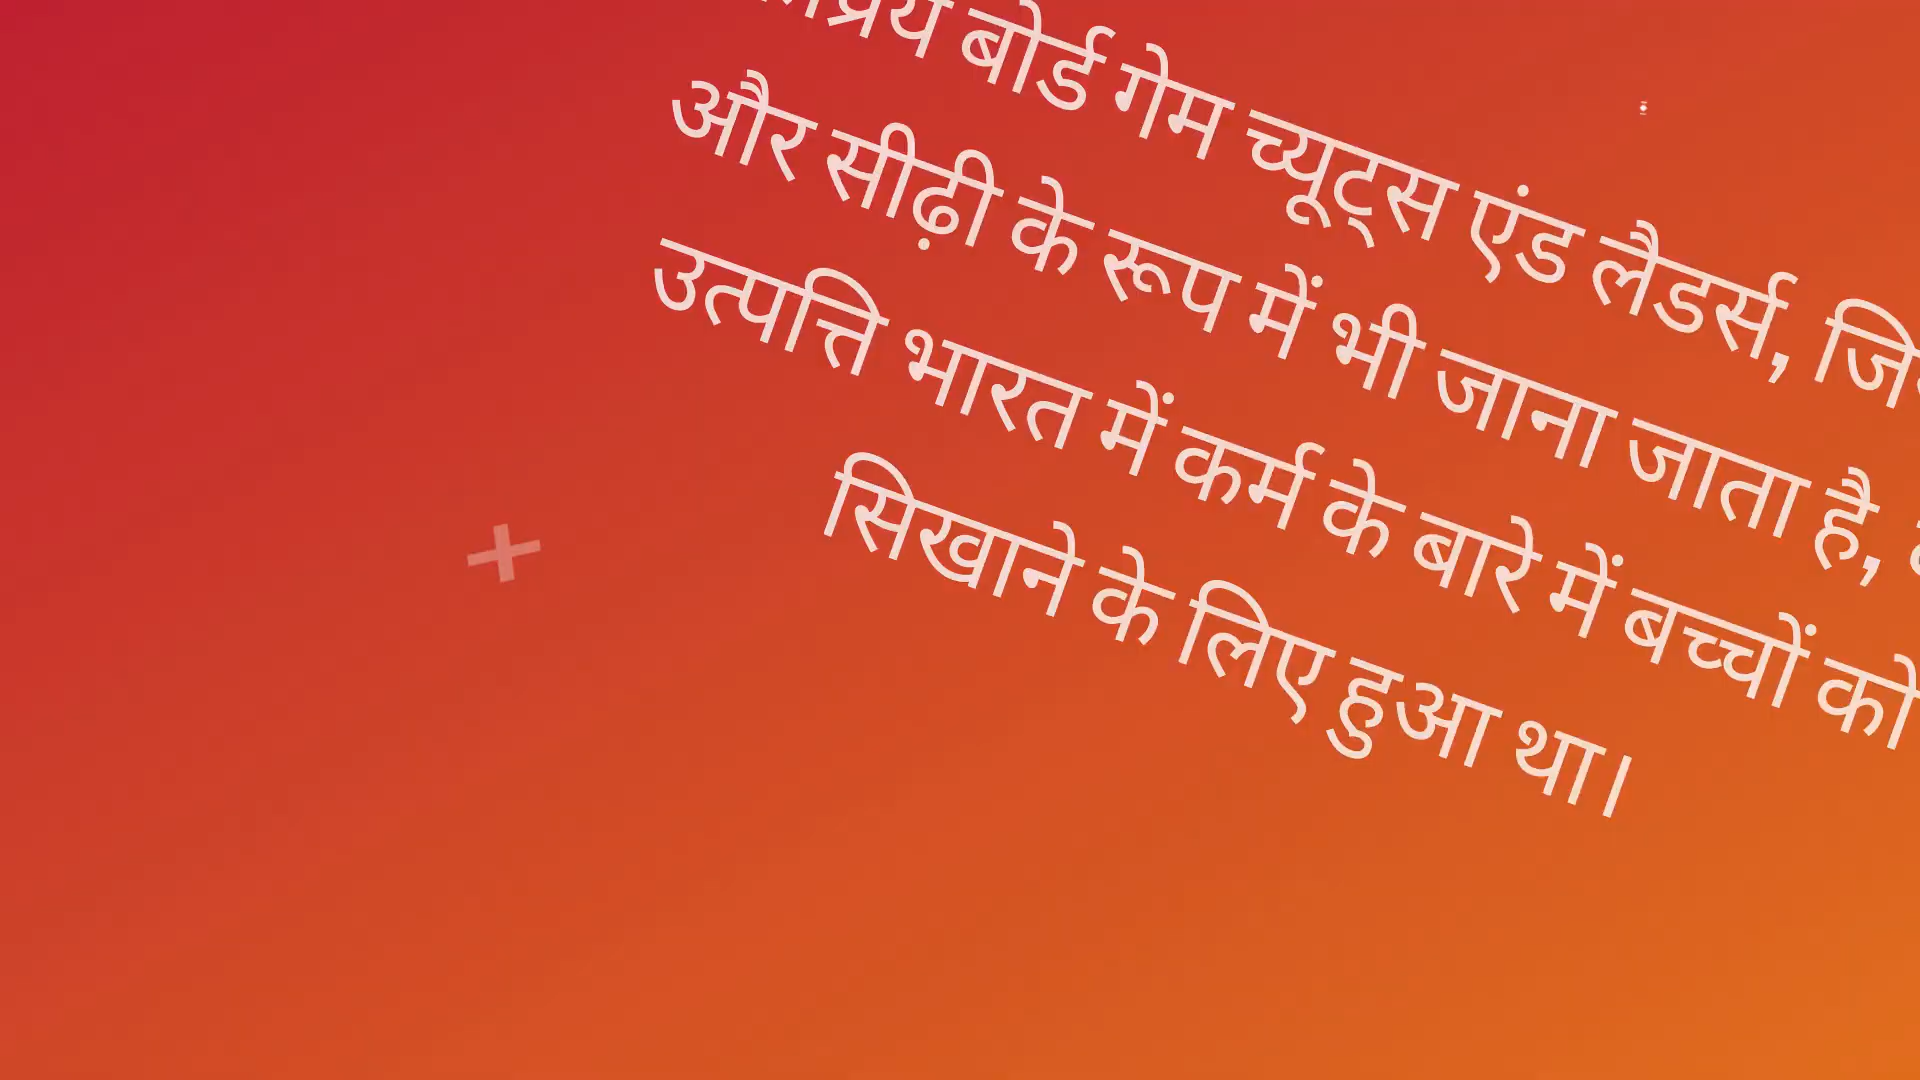 बोर्ड गेम च्यूट्स एंड लैडर्स,
और सीढ़ी के रूप में भी जाना जाता है,
उत्पत्ति भारत में कर्म के बारे में बच्चों को
सिखाने के लिए हुआ था।